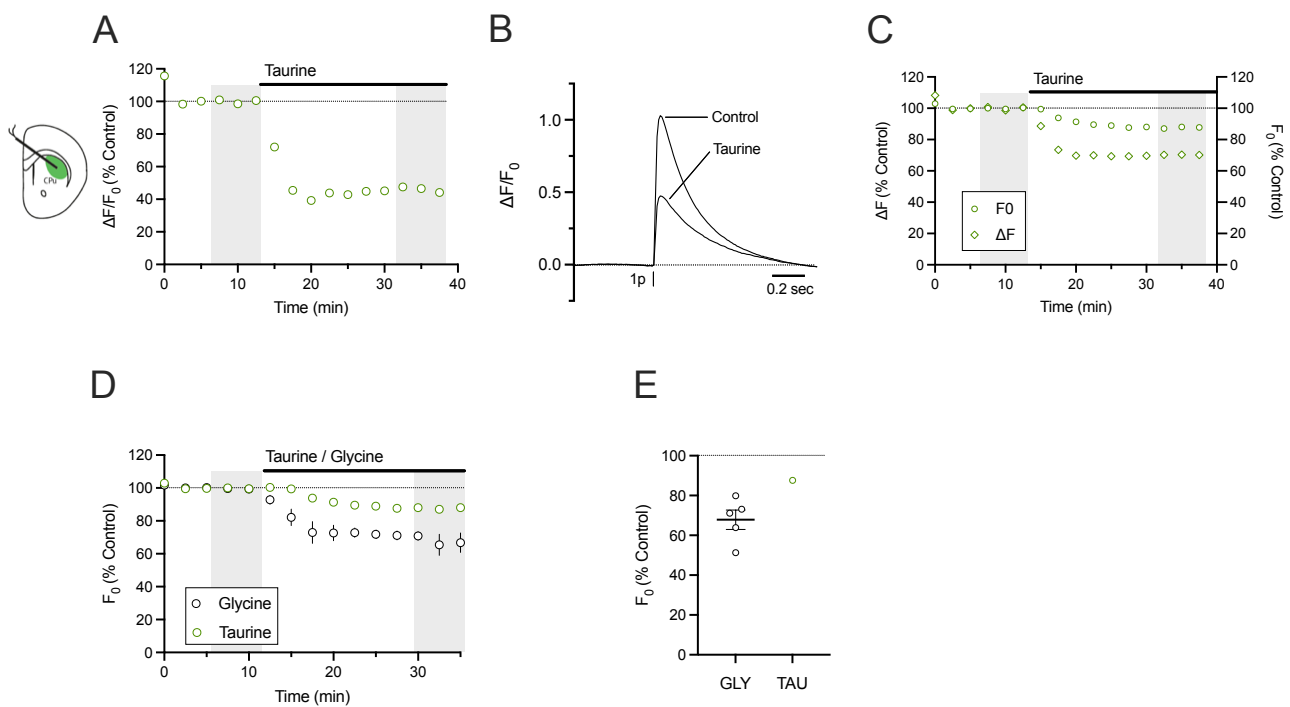 A
B
C
Taurine
120
100
80
60
40
20
0
ΔF/F0 (% Control)
0 10 20 30 40
Time (min)
CPu
1.0
0.5
0.0
ΔF/F0
Control
Taurine
1p
0.2 sec
Taurine
120
100
80
60
40
20
0
ΔF (% Control)
F0
ΔF
120
100
80
60
40
20
0
F0 (% Control)
0 10 20 30 40
Time (min)
D
E
Taurine / Glycine
120
100
80
60
40
20
0
F0 (% Control)
Glycine
Taurine
0 10 20 30
Time (min)
100
80
60
40
20
0
F0 (% Control)
GLY TAU